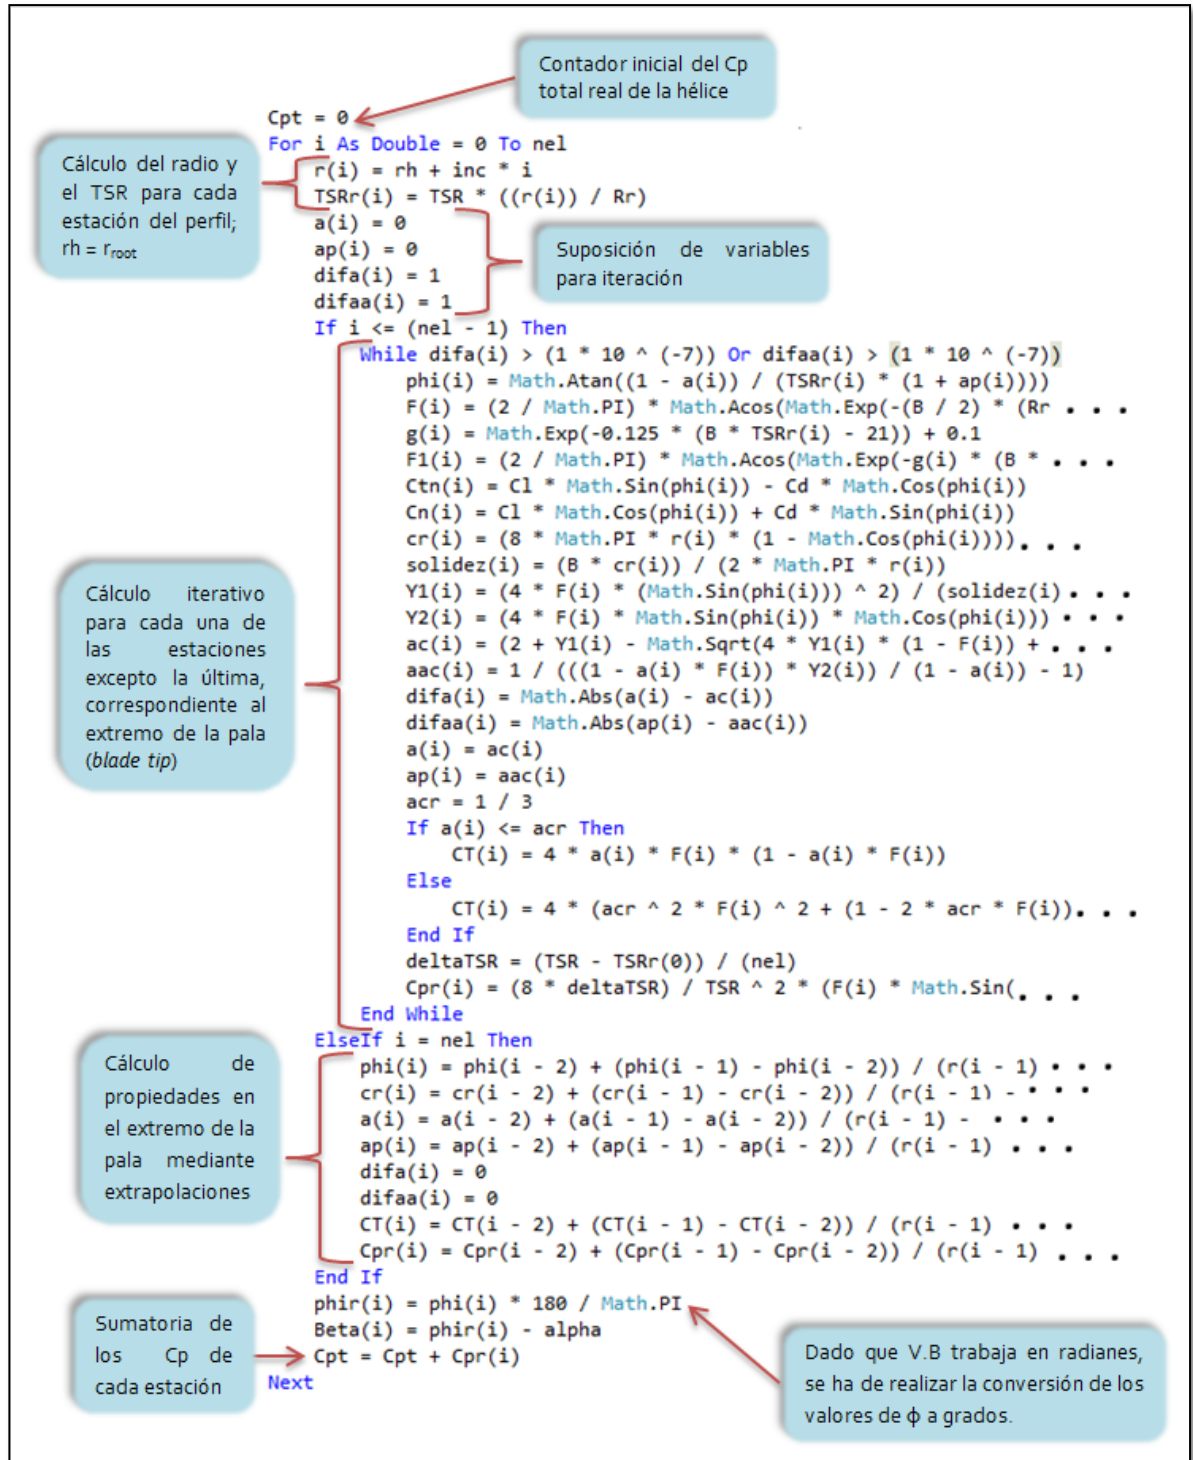 Contador inicial del Cp
total real de la hélice
Cpt = 0
For i As Double = 0 To nel
Cálculo del radio y
el TSR para cada
estación del perfil;
rh = rroot
r(i) = rh + inc * i
TSRr(i) = TSR * ((r(i)) / Rr)
a(i) = 0
ap(i) = 0
difa(i) = 1
difaa(i) = 1
Suposición de variables
para iteración
If i <= (nel - 1) Then
While difa(i) > (1 * 10 ^ (-7)) Or difaa(i) > (1 * 10 ^ (-7))
phi(i) = Math.Atan((1 - a(i)) / (TSRr(i) * (1 + ap(i))))
F(i) = (2 / Math.PI) * Math.Acos(Math.Exp(-(B / 2) * (Rr . . .
g(i) = Math.Exp(-0.125 * (B * TSRr(i) - 21)) + 0.1
F1(i) = (2 / Math.PI) * Math.Acos(Math.Exp(-g(i) * (B * . . .
Ctn(i) = Cl * Math.Sin(phi(i)) - Cd * Math.Cos(phi(i))
Cn(i) = Cl * Math.Cos(phi(i)) + Cd * Math.Sin(phi(i))
cr(i) = (8 * Math.PI * r(i) * (1 - Math.Cos(phi(i)))) . . .
solidez(i) = (B * cr(i)) / (2 * Math.PI * r(i))
Y1(i) = (4 * F(i) * (Math.Sin(phi(i))) ^ 2) / (solidez(i) . . .
Y2(i) = (4 * F(i) * Math.Sin(phi(i)) * Math.Cos(phi(i))) . . .
ac(i) = (2 + Y1(i) - Math.Sqrt(4 * Y1(i) * (1 - F(i)) + . . .
aac(i) = 1 / (((1 - a(i) * F(i)) * Y2(i)) / (1 - a(i)) - 1)
difa(i) = Math.Abs(a(i) - ac(i))
difaa(i) = Math.Abs(ap(i) - aac(i))
a(i) = ac(i)
ap(i) = aac(i)
acr = 1 / 3
If a(i) <= acr Then
CT(i) = 4 * a(i) * F(i) * (1 - a(i) * F(i))
Else
CT(i) = 4 * (acr ^ 2 * F(i) ^ 2 + (1 - 2 * acr * F(i)) . . .
End If
deltaTSR = (TSR - TSRr(0)) / (nel)
Cpr(i) = (8 * deltaTSR) / TSR ^ 2 * (F(i) * Math.Sin( . . .
End While
Cálculo iterativo
para cada una de
las estaciones
excepto la última,
correspondiente al
extremo de la pala
(blade tip)
ElseIf i = nel Then
phi(i) = phi(i - 2) + (phi(i - 1) - phi(i - 2)) / (r(i - 1) . . .
cr(i) = cr(i - 2) + (cr(i - 1) - cr(i - 2)) / (r(i - 1) - . . .
a(i) = a(i - 2) + (a(i - 1) - a(i - 2)) / (r(i - 1) - . . .
ap(i) = ap(i - 2) + (ap(i - 1) - ap(i - 2)) / (r(i - 1) . . .
difa(i) = 0
difaa(i) = 0
CT(i) = CT(i - 2) + (CT(i - 1) - CT(i - 2)) / (r(i - 1) . . .
Cpr(i) = Cpr(i - 2) + (Cpr(i - 1) - Cpr(i - 2)) / (r(i - 1) . . .
Cálculo de
propiedades en
el extremo de la
pala mediante
extrapolaciones
End If
phir(i) = phi(i) * 180 / Math.PI
Beta(i) = phir(i) - alpha
Cpt = Cpt + Cpr(i)
Next
Sumatoria de
los Cp de
cada estación
Dado que V.B trabaja en radianes,
se ha de realizar la conversión de los
valores de ϕ a grados.